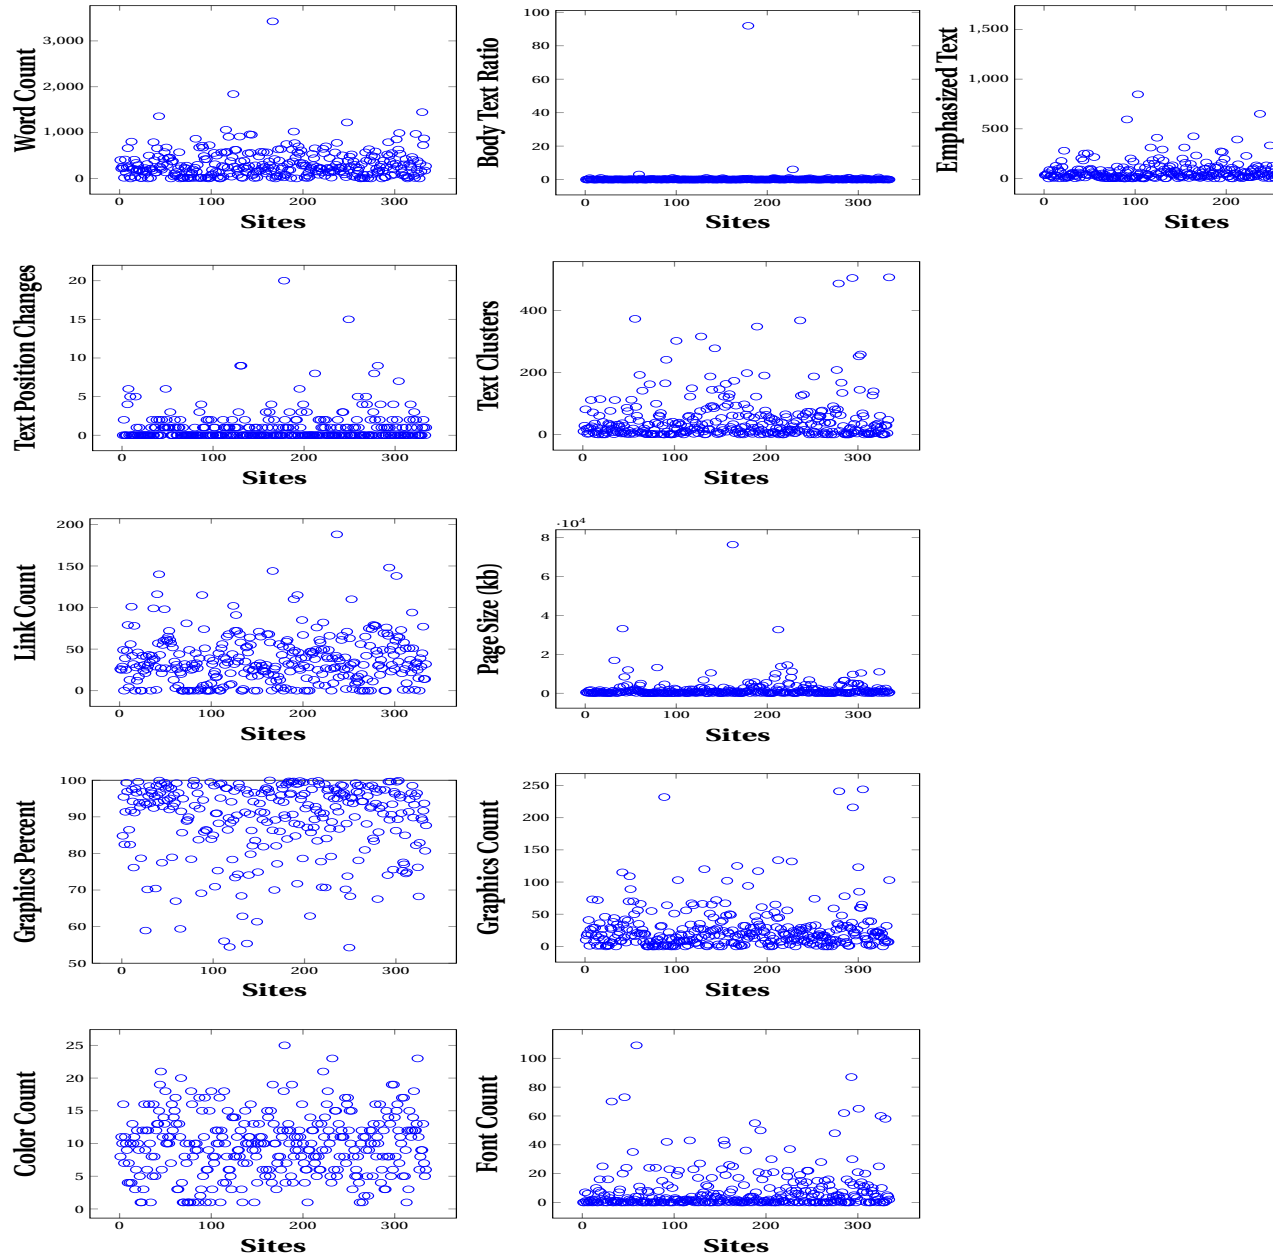 Word Count
3,000
2,000
1,000
0
0 100 200 300
Sites
Body Text Ratio
100
80
60
40
20
0
0 100 200 300
Sites
Emphasized Text
1,500
1,000
500
0
0 100 200
Sites
Text Position Changes
20
15
10
5
0
0 100 200 300
Sites
Text Clusters
400
200
0
0 100 200 300
Sites
Link Count
200
150
100
50
0
0 100 200 300
Sites
Page Size (kb)
·10⁴
8
6
4
2
0
0 100 200 300
Sites
Graphics Percent
100
90
80
70
60
50
0 100 200 300
Sites
Graphics Count
250
200
150
100
50
0
0 100 200 300
Sites
Color Count
25
20
15
10
5
0
0 100 200 300
Sites
Font Count
100
80
60
40
20
0
0 100 200 300
Sites